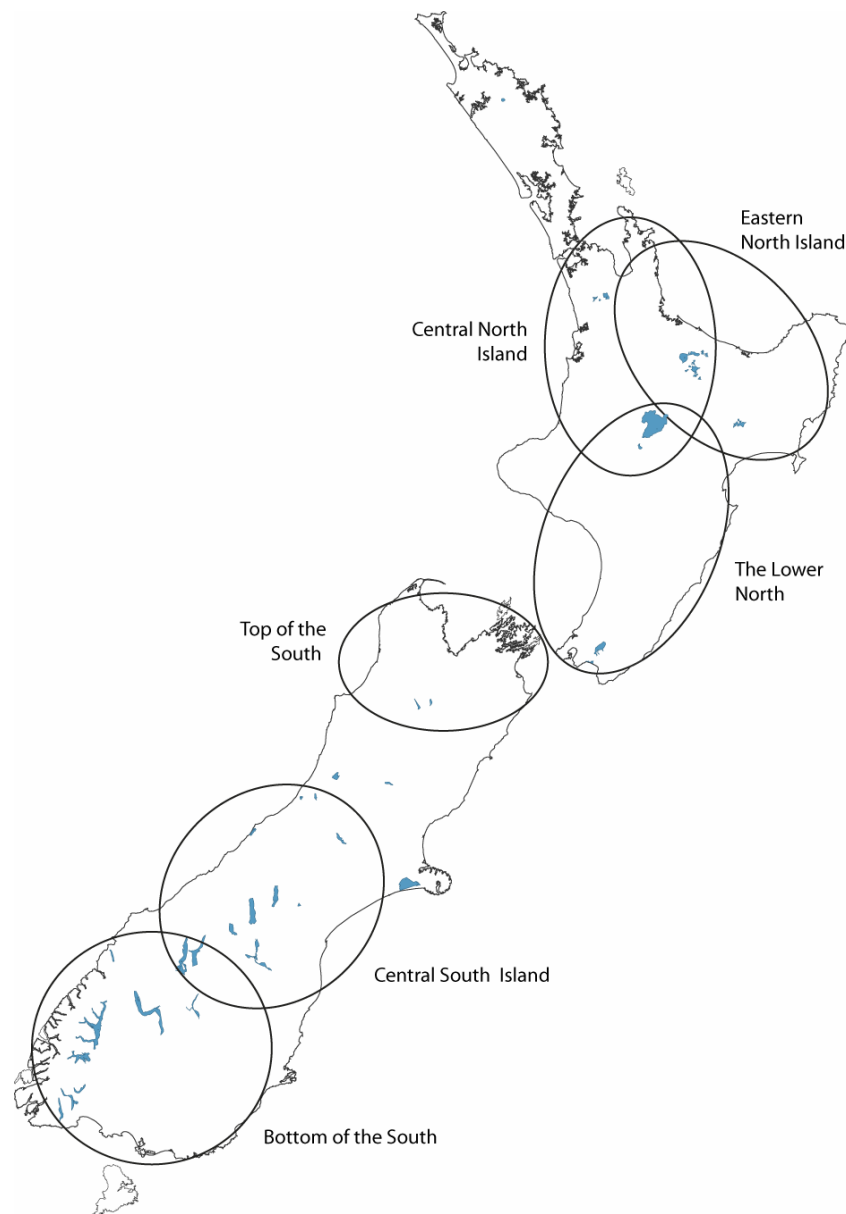 Eastern
North Island
Central North
Island
The Lower
North
Top of the
South
Central South Island
Bottom of the South